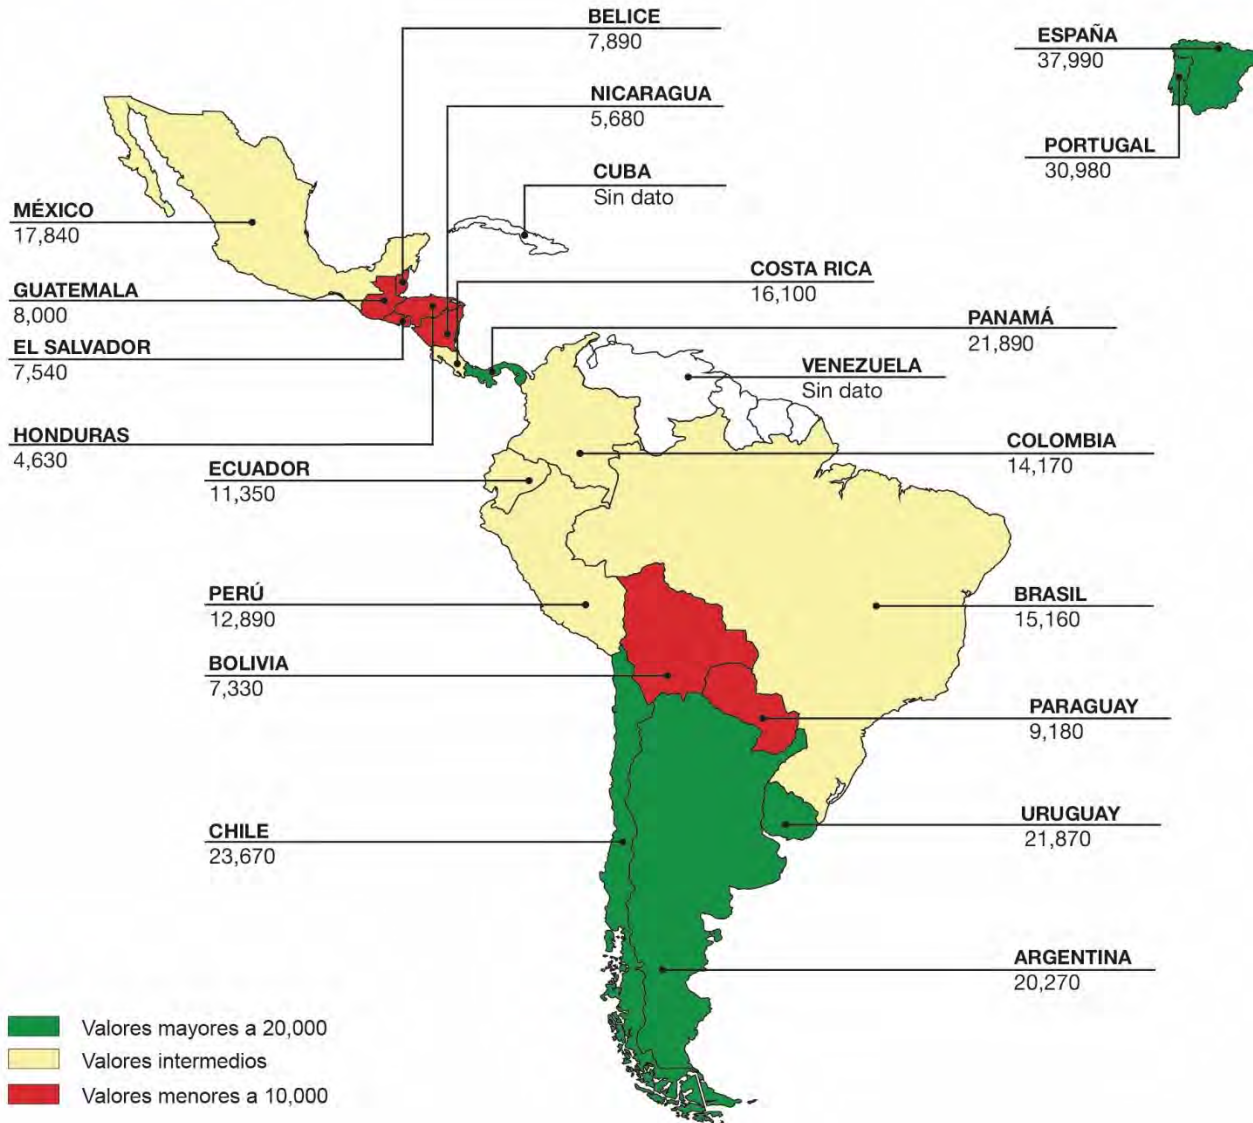 BELICE
7,890
ESPAÑA
37,990
NICARAGUA
5,680
PORTUGAL
30,980
CUBA
Sin dato
MÉXICO
17,840
COSTA RICA
16,100
GUATEMALA
8,000
PANAMÁ
21,890
EL SALVADOR
7,540
VENEZUELA
Sin dato
HONDURAS
4,630
COLOMBIA
14,170
ECUADOR
11,350
PERÚ
12,890
BRASIL
15,160
BOLIVIA
7,330
PARAGUAY
9,180
CHILE
23,670
URUGUAY
21,870
ARGENTINA
20,270
Valores mayores a 20,000
Valores intermedios
Valores menores a 10,000